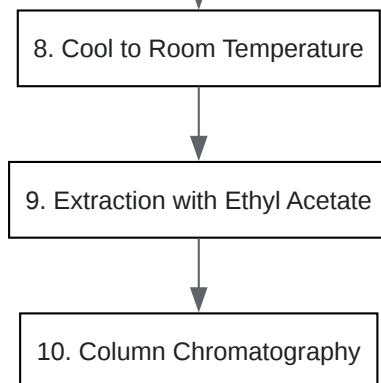 8. Cool to Room Temperature
9. Extraction with Ethyl Acetate
10. Column Chromatography